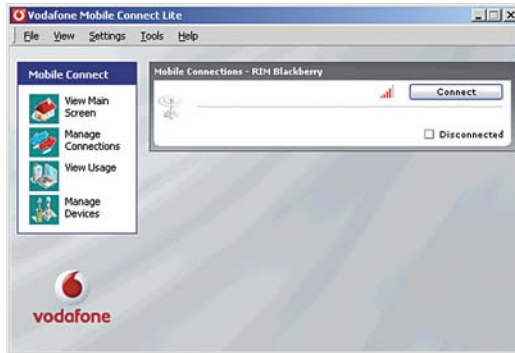 Vodafone Mobile Connect Lite
File View Settings Tools Help
Mobile Connect
View Main
Screen
Manage
Connections
View Usage
Manage
Devices
Mobile Connections - RIM Blackberry
Connect
Disconnected
vodafone